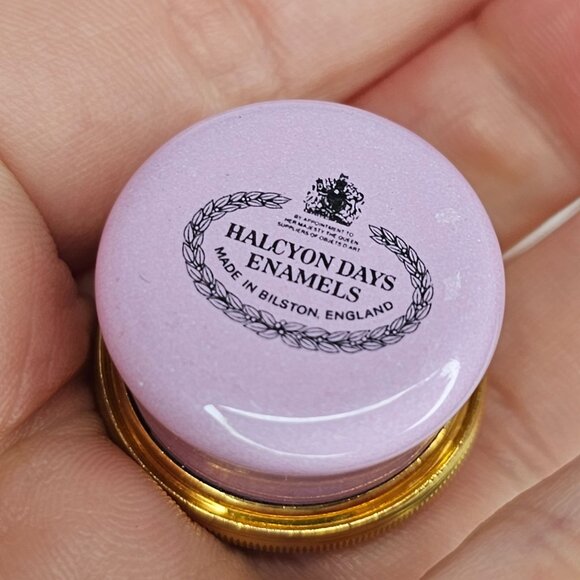 BY APPOINTMENT TO
HER MAJESTY THE QUEEN
SUPPLIERS OF OBJETS D'ART
HALCYON DAYS
ENAMELS
MADE IN BILSTON, ENGLAND